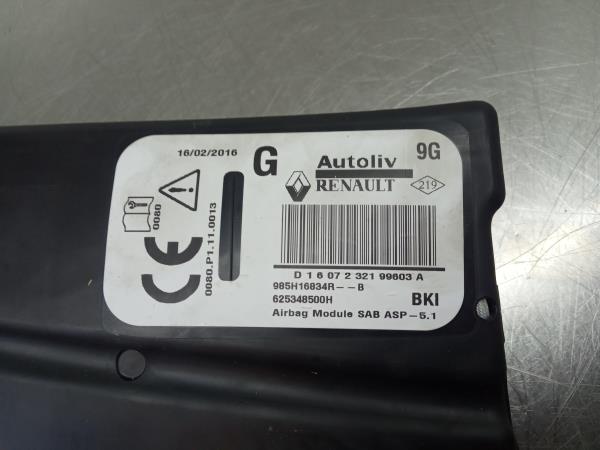 16/02/2016
G
Autoliv
9G
RENAULT
219
0080
0080.P1.11.0013
CE
D 1 6 07 2 321 99603 A
985H16834R--B
625348500H
BKI
Airbag Module SAB ASP-5.1